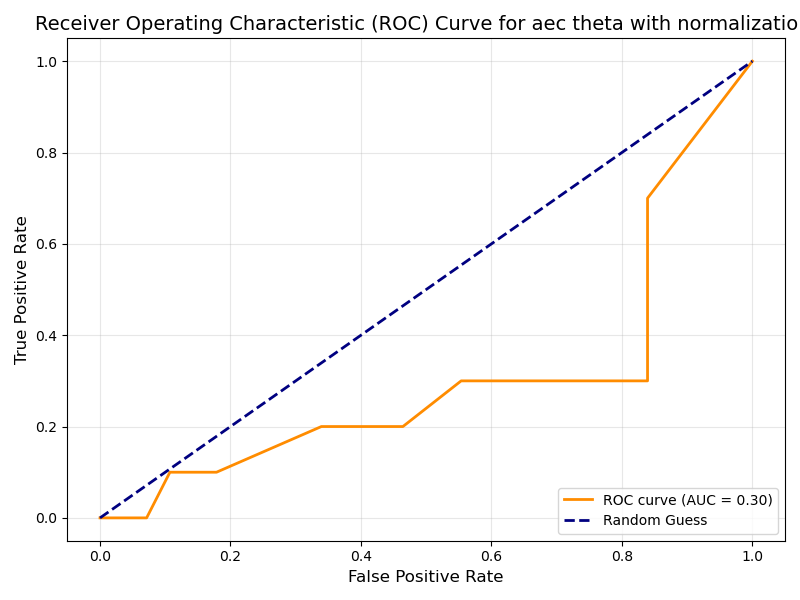 Receiver Operating Characteristic (ROC) Curve for aec theta with normalizatio
1.0
0.8
0.6
0.4
0.2
0.0
True Positive Rate
ROC curve (AUC = 0.30)
Random Guess
0.0 0.2 0.4 0.6 0.8 1.0
False Positive Rate